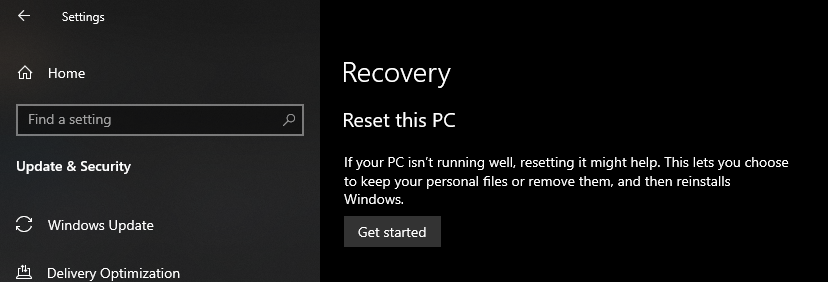 Settings
Home
Find a setting
Update & Security
Windows Update
Delivery Optimization
Recovery
Reset this PC
If your PC isn't running well, resetting it might help. This lets you choose
to keep your personal files or remove them, and then reinstalls
Windows.
Get started